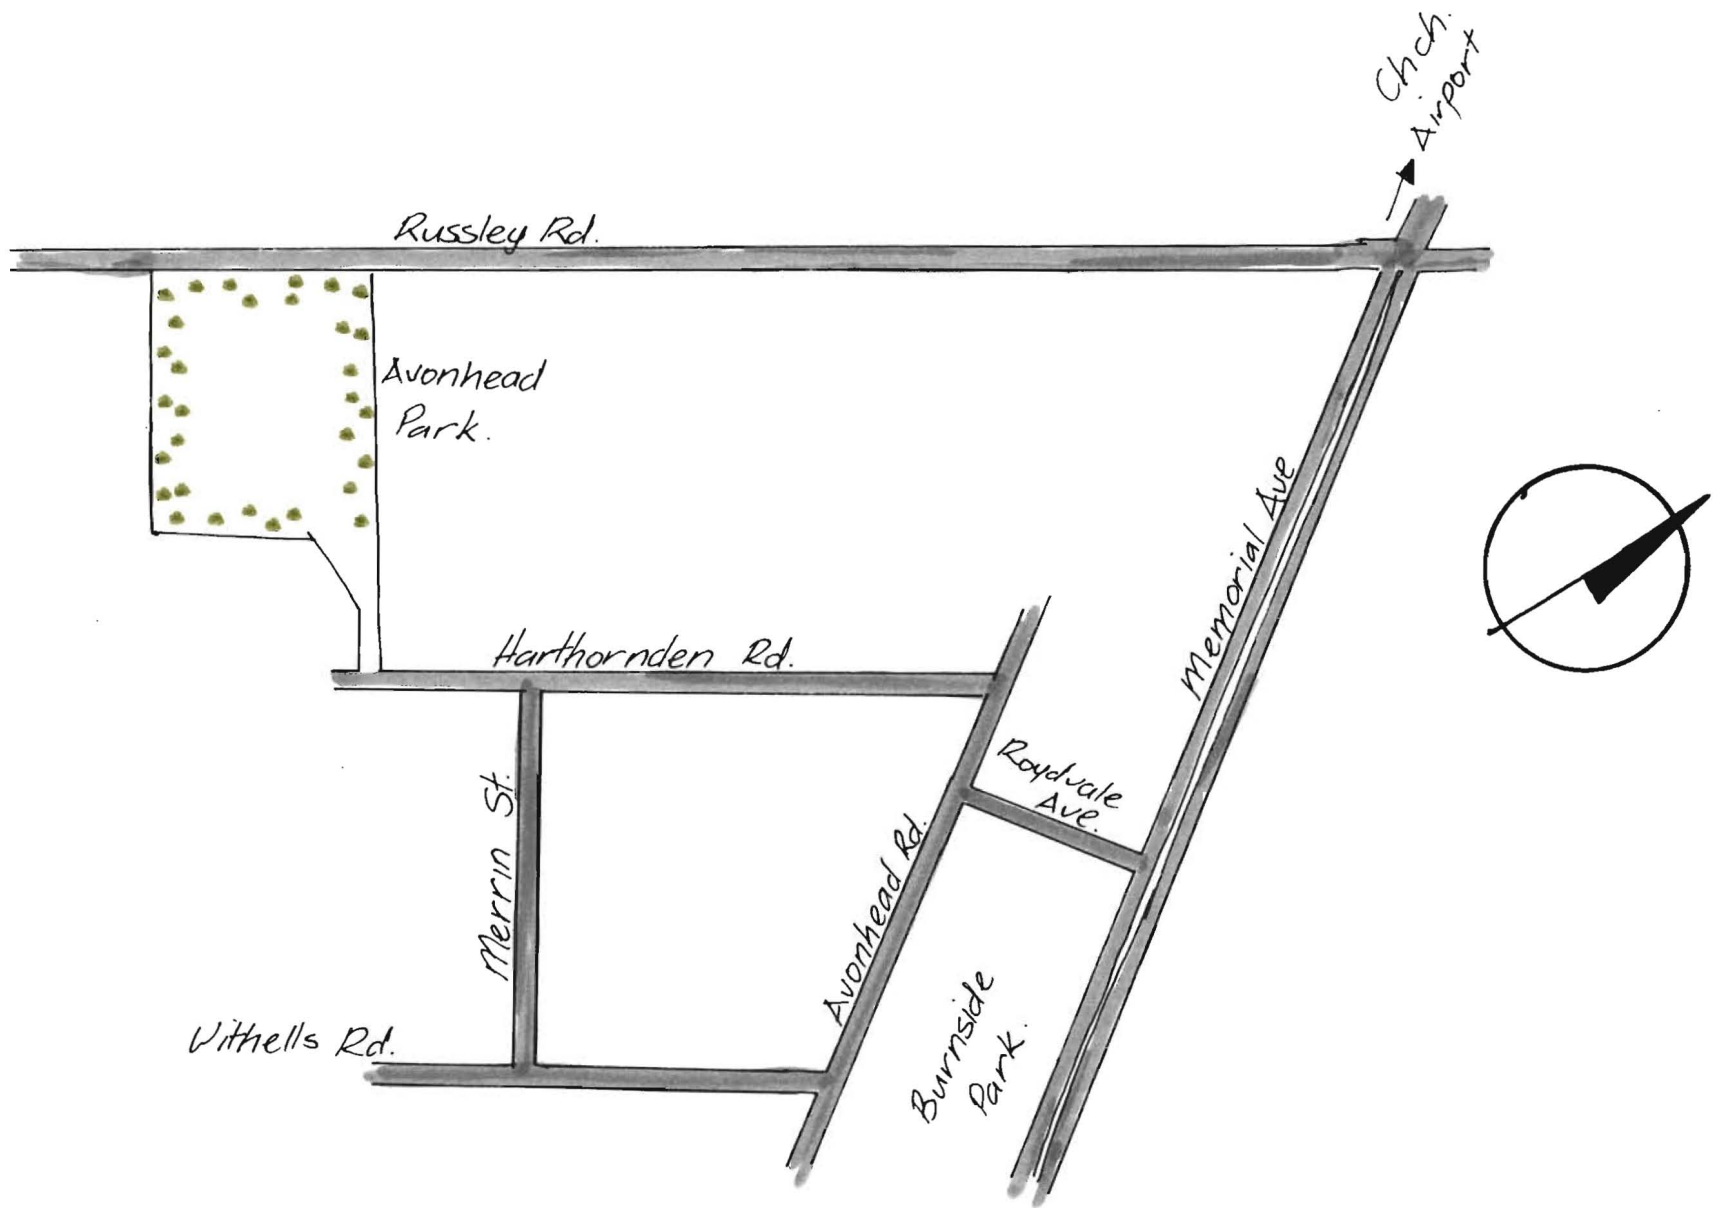 Chch.
Airport
Russley Rd.
Avonhead
Park.
Memorial Ave
Harthornden Rd.
Roydvale
Ave.
Merrin St.
Avonhead Rd.
Burnside
Park.
Withells Rd.